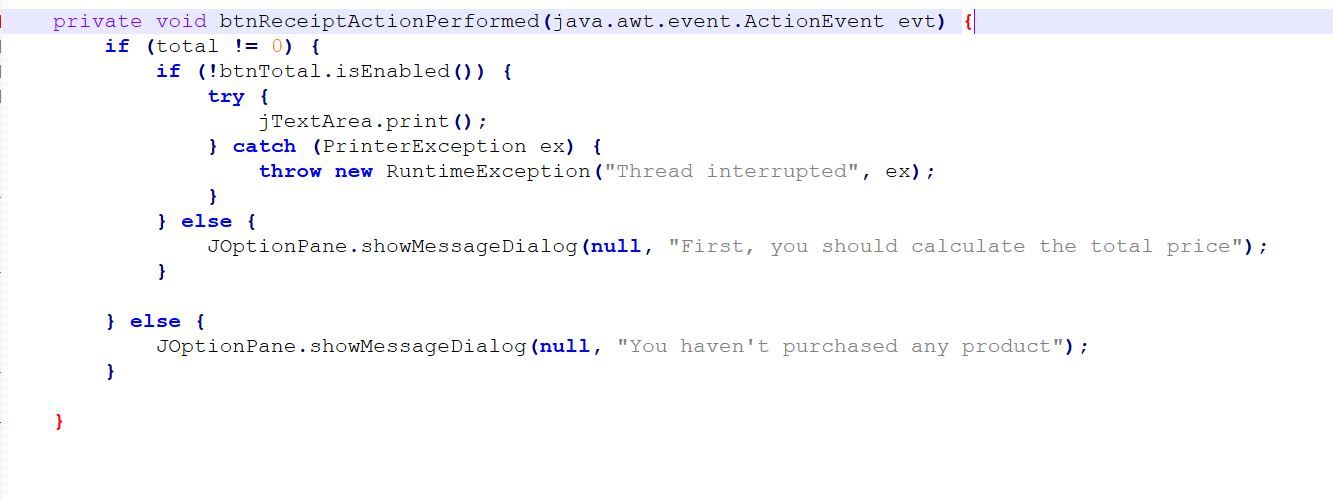 private void btnReceiptActionPerformed(java.awt.event.ActionEvent evt) {
if (total != 0) {
if (!btnTotal.isEnabled()) {
try {
jTextArea.print();
} catch (PrinterException ex) {
throw new RuntimeException("Thread interrupted", ex);
}
} else {
JOptionPane.showMessageDialog(null, "First, you should calculate the total price");
}
} else {
JOptionPane.showMessageDialog(null, "You haven't purchased any product");
}
}